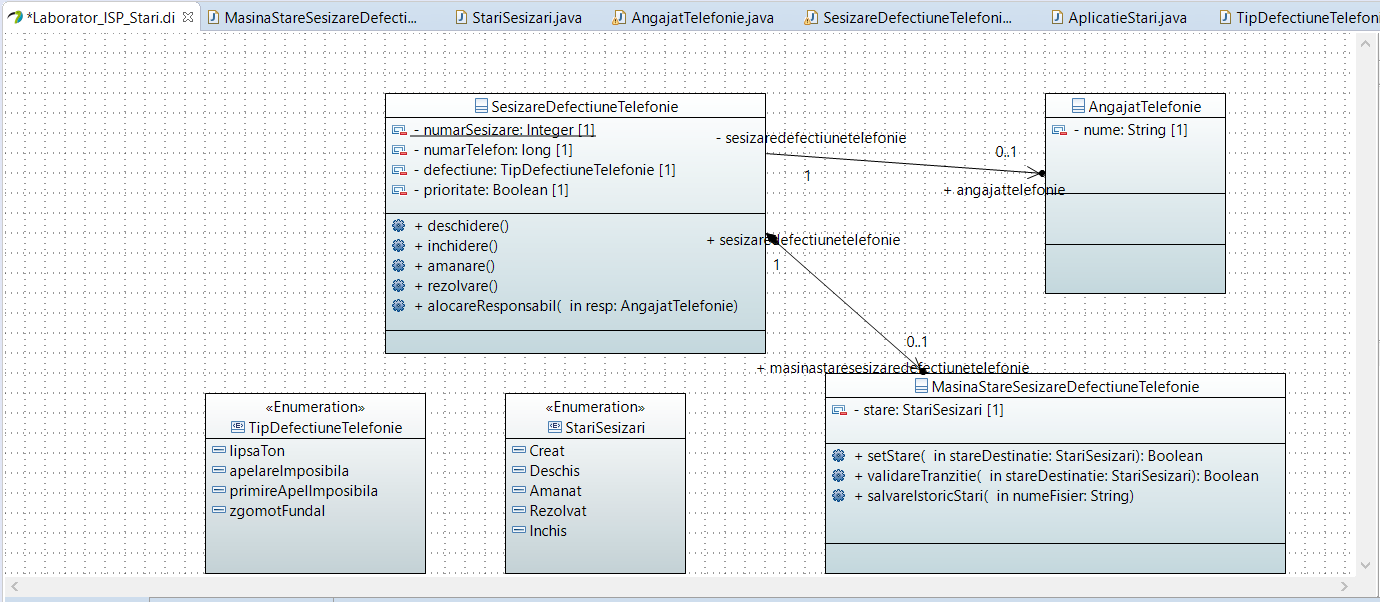 *Laborator_ISP_Stari.di
MasinaStareSesizareDefecti...
StariSesizari.java
AngajatTelefonie.java
SesizareDefectiuneTelefoni...
AplicatieStari.java
TipDefectiuneTelefon
SesizareDefectiuneTelefonie
- numarSesizare: Integer [1]
- numarTelefon: long [1]
- defectiune: TipDefectiuneTelefonie [1]
- prioritate: Boolean [1]
+ deschidere()
+ inchidere()
+ amanare()
+ rezolvare()
+ alocareResponsabil( in resp: AngajatTelefonie)
- sesizaredefectiunetelefonie
1
0..1
+ angajattelefonie
AngajatTelefonie
- nume: String [1]
+ sesizaredefectiunetelefonie
1
0..1
+ masinastaresesizaredefectiunetelefonie
MasinaStareSesizareDefectiuneTelefonie
- stare: StariSesizari [1]
+ setStare( in stareDestinatie: StariSesizari): Boolean
+ validareTranzitie( in stareDestinatie: StariSesizari): Boolean
+ salvareIstoricStari( in numeFisier: String)
«Enumeration»
TipDefectiuneTelefonie
lipsaTon
apelareImposibila
primireApelImposibila
zgomotFundal
«Enumeration»
StariSesizari
Creat
Deschis
Amanat
Rezolvat
Inchis